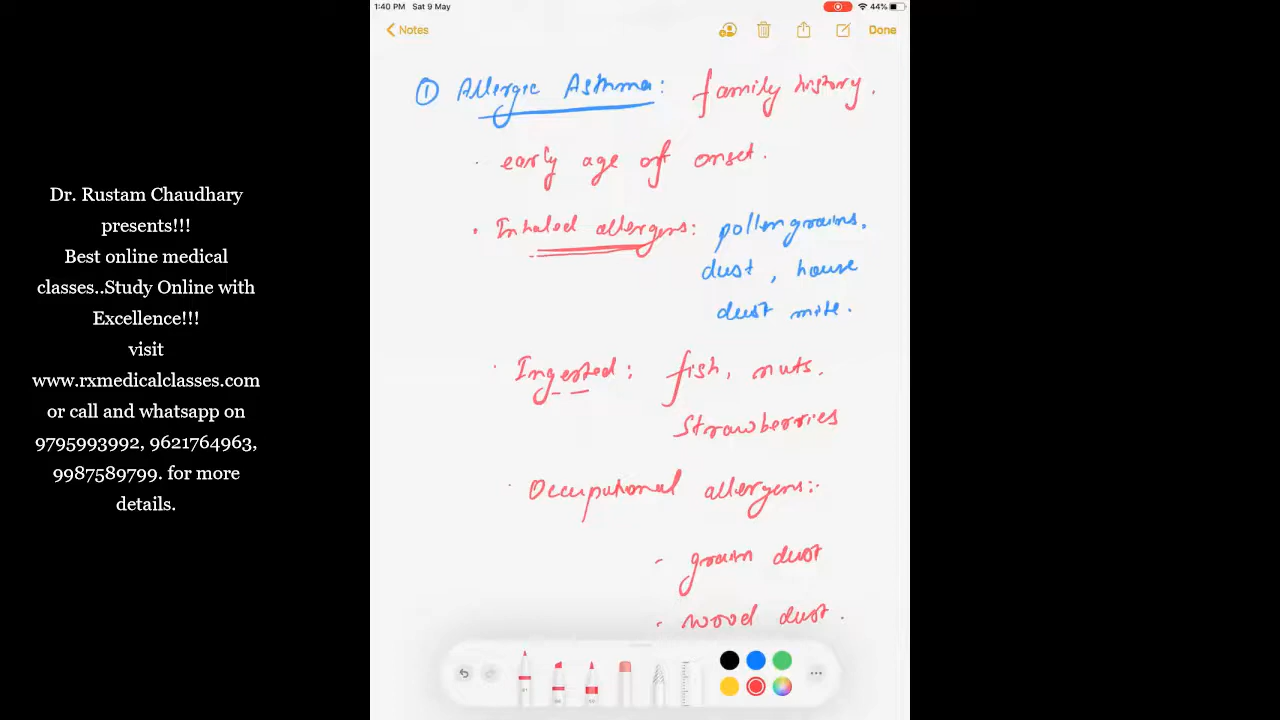 1:40 PM Sat 9 May
44%
Notes
Done
① Allergic Asthma: family history.
· early age of onset.
· Inhaled allergens: pollengrains,
dust, house
dust mite.
· Ingested: fish, nuts.
Strawberries
· Occupational allergens:-
- grain dust
- wood dust.
Dr. Rustam Chaudhary
presents!!!
Best online medical
classes..Study Online with
Excellence!!!
visit
www.rxmedicalclasses.com
or call and whatsapp on
9795993992, 9621764963,
9987589799. for more
details.